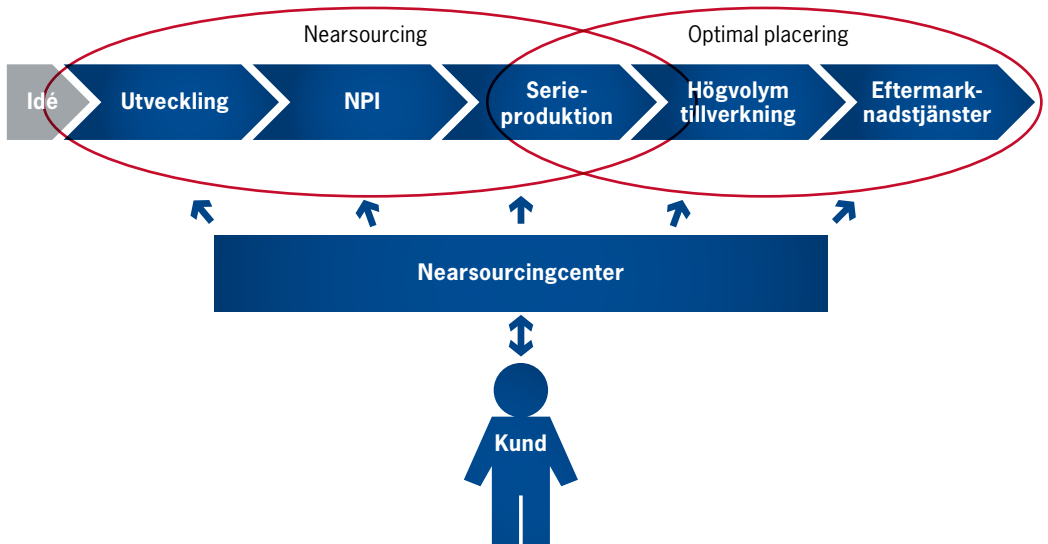 Nearsourcing
Optimal placering
Idé
Utveckling
NPI
Serie-
produktion
Högvolym
tillverkning
Eftermark-
nadstjänster
Nearsourcingcenter
Kund